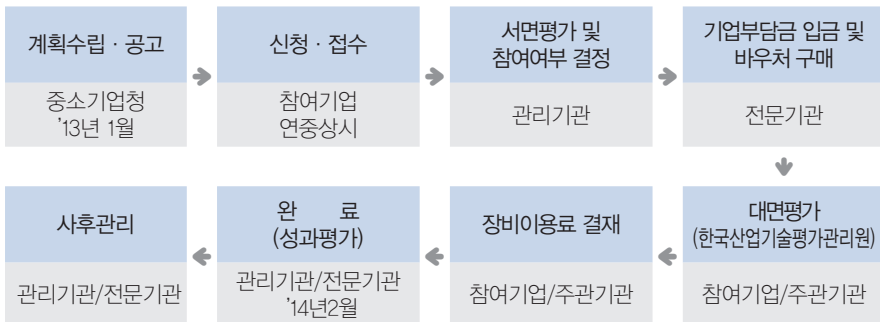 계획수립 · 공고
중소기업청
'13년 1월
신청 · 접수
참여기업
연중상시
서면평가 및
참여여부 결정
관리기관
기업부담금 입금 및
바우처 구매
전문기관
대면평가
(한국산업기술평가관리원)
참여기업/주관기관
장비이용료 결재
참여기업/주관기관
완 료
(성과평가)
관리기관/전문기관
'14년2월
사후관리
관리기관/전문기관